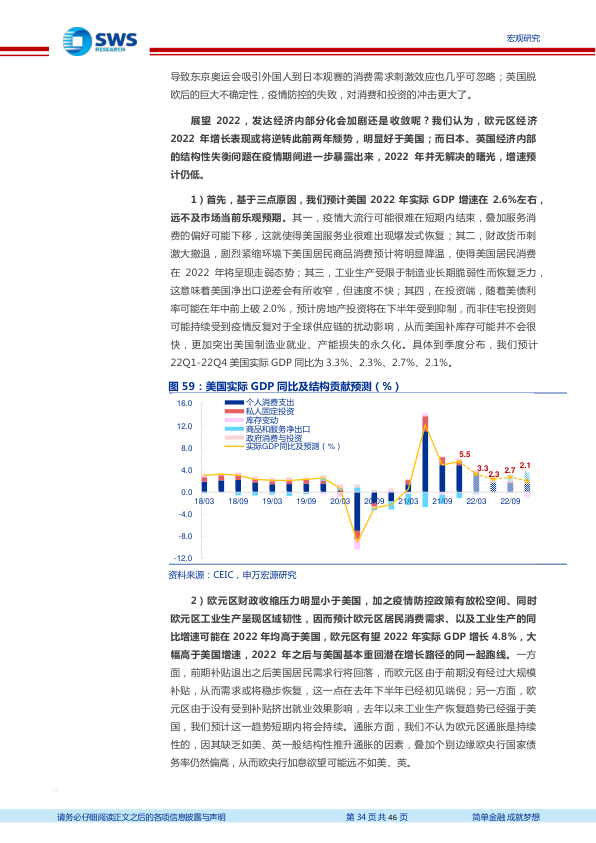 SWS
RESEARCH
宏观研究
导致东京奥运会吸引外国人到日本观赛的消费需求刺激效应也几乎可忽略；英国脱
欧后的巨大不确定性，疫情防控的失败，对消费和投资的冲击更大了。
展望 2022，发达经济内部分化会加剧还是收敛呢？我们认为，欧元区经济
2022 年增长表现或将逆转此前两年颓势，明显好于美国；而日本、英国经济内部
的结构性失衡问题在疫情期间进一步暴露出来，2022 年并无解决的曙光，增速预
计仍低。
1）首先，基于三点原因，我们预计美国 2022 年实际 GDP 增速在 2.6%左右，
远不及市场当前乐观预期。其一，疫情大流行可能很难在短期内结束，叠加服务消
费的偏好可能下移，这就使得美国服务业很难出现爆发式恢复；其二，财政货币刺
激大撤退，剧烈紧缩环境下美国居民商品消费预计将明显降温，使得美国居民消费
在 2022 年将呈现走弱态势；其三，工业生产受限于制造业长期脆弱性而恢复乏力，
这意味着美国净出口逆差会有所收窄，但速度不快；其四，在投资端，随着美债利
率可能在年中前上破 2.0%，预计房地产投资将在下半年受到抑制，而非住宅投资则
可能持续受到疫情反复对于全球供应链的扰动影响，从而美国补库存可能并不会很
快，更加突出美国制造业就业、产能损失的永久化。具体到季度分布，我们预计
22Q1-22Q4 美国实际 GDP 同比为 3.3%、2.3%、2.7%、2.1%。
图 59：美国实际 GDP 同比及结构贡献预测（%）
16.0
12.0
8.0
4.0
0.0
-4.0
-8.0
-12.0
个人消费支出
私人固定投资
库存变动
商品和服务净出口
政府消费与投资
实际GDP同比及预测（%）
5.5
3.3
2.3
2.7
2.1
18/03 18/09 19/03 19/09 20/03 20/09 21/03 21/09 22/03 22/09
资料来源：CEIC，申万宏源研究
2）欧元区财政收缩压力明显小于美国，加之疫情防控政策有放松空间、同时
欧元区工业生产呈现区域韧性，因而预计欧元区居民消费需求、以及工业生产的同
比增速可能在 2022 年均高于美国，欧元区有望 2022 年实际 GDP 增长 4.8%，大
幅高于美国增速，2022 年之后与美国基本重回潜在增长路径的同一起跑线。一方
面，前期补贴退出之后美国居民需求行将回落，而欧元区由于前期没有经过大规模
补贴，从而需求或将稳步恢复，这一点在去年下半年已经初见端倪；另一方面，欧
元区由于没有受到补贴挤出就业效果影响，去年以来工业生产恢复趋势已经强于美
国，我们预计这一趋势短期内将会持续。通胀方面，我们不认为欧元区通胀是持续
性的，因其缺乏如美、英一般结构性推升通胀的因素，叠加个别边缘欧央行国家债
务率仍然偏高，从而欧央行加息欲望可能远不如美、英。
请务必仔细阅读正文之后的各项信息披露与声明
第 34 页 共 46 页
简单金融 成就梦想